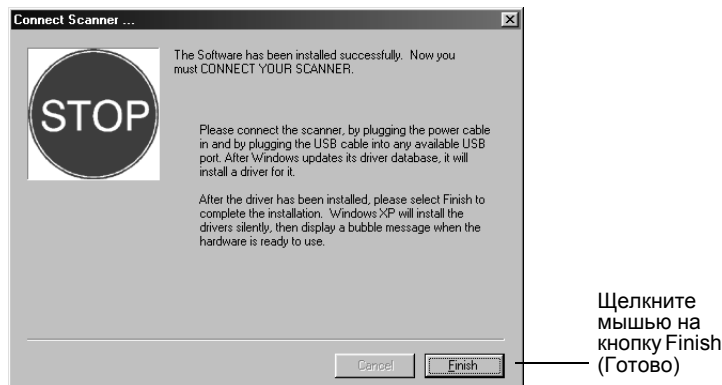 Connect Scanner ...
STOP
The Software has been installed successfully. Now you
must CONNECT YOUR SCANNER.
Please connect the scanner, by plugging the power cable
in and by plugging the USB cable into any available USB
port. After Windows updates its driver database, it will
install a driver for it.
After the driver has been installed, please select Finish to
complete the installation. Windows XP will install the
drivers silently, then display a bubble message when the
hardware is ready to use.
Cancel
Finish
Щелкните
мышью на
кнопку Finish
(Готово)